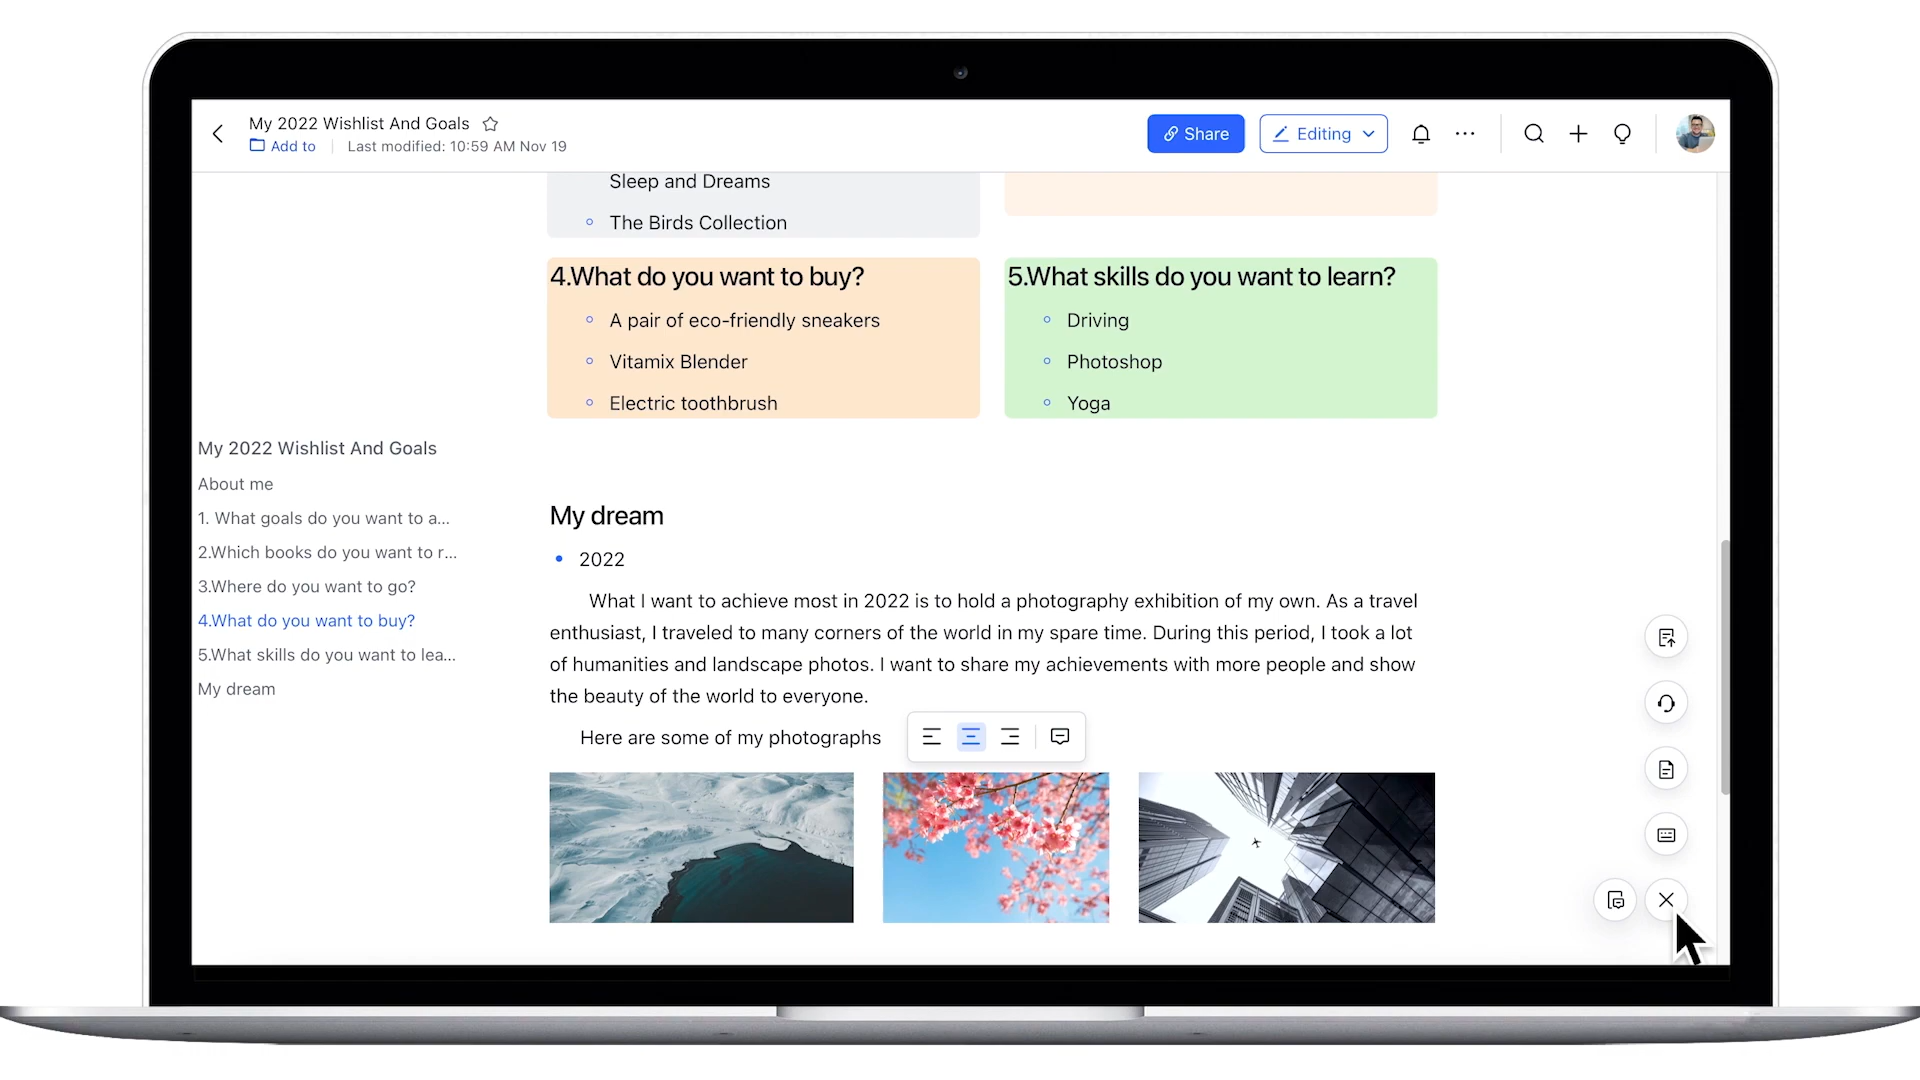 My 2022 Wishlist And Goals
Add to
Last modified: 10:59 AM Nov 19
Share
Editing
Sleep and Dreams
The Birds Collection
4.What do you want to buy?
A pair of eco-friendly sneakers
Vitamix Blender
Electric toothbrush
5.What skills do you want to learn?
Driving
Photoshop
Yoga
My 2022 Wishlist And Goals
About me
1. What goals do you want to a...
2.Which books do you want to r...
3.Where do you want to go?
4.What do you want to buy?
5.What skills do you want to lea...
My dream
My dream
2022
What I want to achieve most in 2022 is to hold a photography exhibition of my own. As a travel
enthusiast, I traveled to many corners of the world in my spare time. During this period, I took a lot
of humanities and landscape photos. I want to share my achievements with more people and show
the beauty of the world to everyone.
Here are some of my photographs